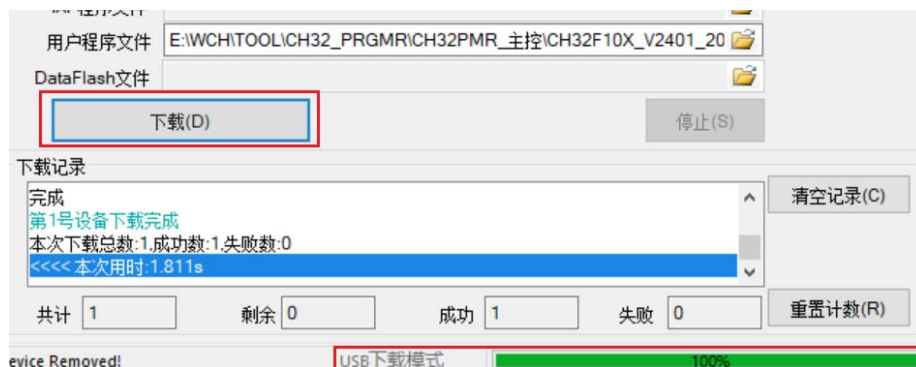 用户程序文件 E:\WCH\TOOL\CH32_PRGMR\CH32PMR_主控\CH32F10X_V2401_20
DataFlash文件
下载(D) 停止(S)
下载记录
完成
第1号设备下载完成
本次下载总数:1,成功数:1,失败数:0
<<<< 本次用时:1.811s
清空记录(C)
共计 1 剩余 0 成功 1 失败 0 重置计数(R)
evice Removed! USB下载模式 100%